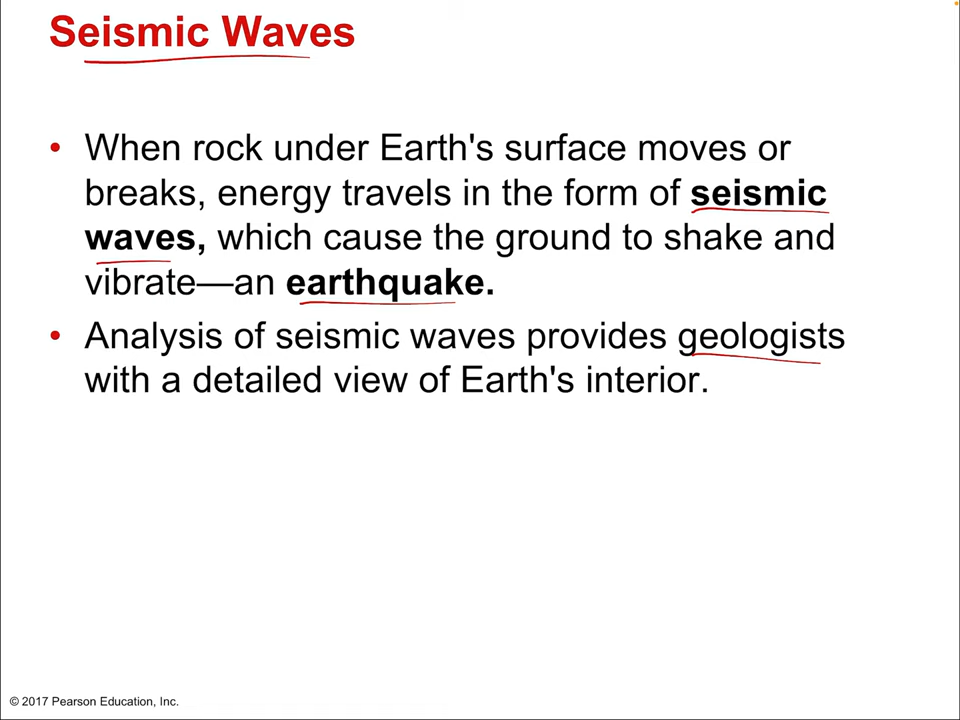 Seismic Waves
• When rock under Earth's surface moves or
breaks, energy travels in the form of seismic
waves, which cause the ground to shake and
vibrate—an earthquake.
• Analysis of seismic waves provides geologists
with a detailed view of Earth's interior.
© 2017 Pearson Education, Inc.